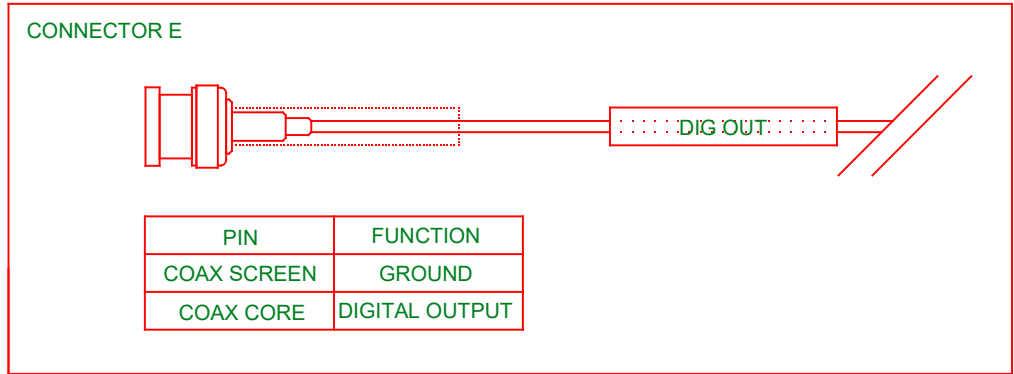 CONNECTOR E
DIG OUT
PIN FUNCTION
COAX SCREEN GROUND
COAX CORE DIGITAL OUTPUT